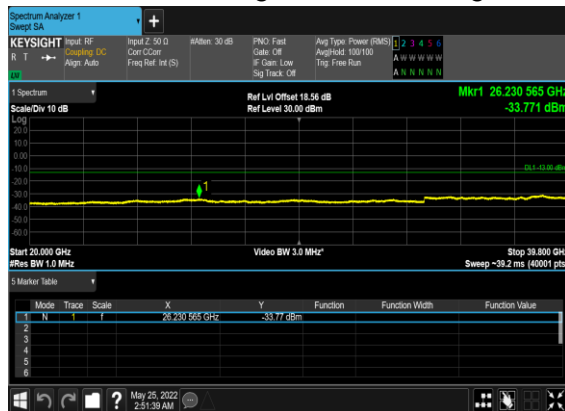 Spectrum Analyzer 1
Swept SA
+
KEYSIGHT Input: RF Input Z: 50 Ω #Atten: 30 dB PNO: Fast Avg Type: Power (RMS) 1 2 3 4 5 6
R T Coupling: DC Corr CCorr Gate: Off Avg|Hold: 100/100 A W W W W W
Align: Auto Freq Ref: Int (S) IF Gain: Low Trig: Free Run
Sig Track: Off A N N N N N
LW
1 Spectrum
Ref Lvl Offset 18.56 dB Mkr1 26.230 565 GHz
Scale/Div 10 dB Ref Level 30.00 dBm -33.771 dBm
Log
20.0
10.0
0.00
-10.0
DL1 -13.00 dBm
-20.0
1
-30.0
-40.0
-50.0
-60.0
Start 20.000 GHz Video BW 3.0 MHz* Stop 39.800 GHz
#Res BW 1.0 MHz Sweep ~39.2 ms (40001 pts)
5 Marker Table
Mode Trace Scale X Y Function Function Width Function Value
1 N 1 f 26.230 565 GHz -33.77 dBm
2
3
4
5
6
? May 25, 2022
2:51:39 AM